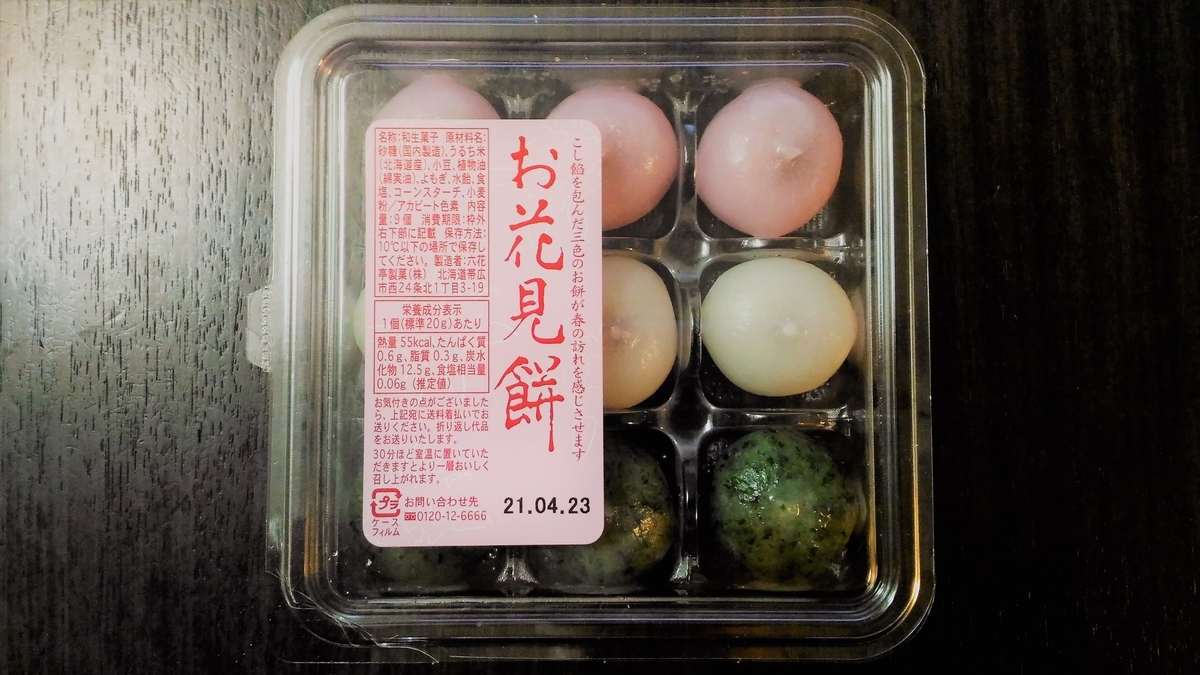 こし餡を包んだ三色のお餅が春の訪れを感じさせます
お花見餅
名称:和生菓子 原材料名:
砂糖(国内製造)、うるち米
(北海道産)、小豆、植物油
(綿実油)、よもぎ、水飴、食
塩、コーンスターチ、小麦
粉/アカビート色素 内容
量:9個 消費期限:枠外
右下部に記載 保存方法:
10℃以下の場所で保存し
てください。製造者:六花
亭製菓(株) 北海道帯広
市西24条北1丁目3-19
栄養成分表示
1個(標準20g)あたり
熱量 55kcal、たんぱく質
0.6g、脂質 0.3g、炭水
化物 12.5g、食塩相当量
0.06g (推定値)
お気付きの点がございました
ら、上記宛に送料着払いでお
送りください。折り返し代品
をお送りいたします。
30分ほど室温に置いていた
だきますとより一層おいしく
召し上がれます。
プラ
ケース
フィルム
お問い合わせ先
0120-12-6666
21.04.23